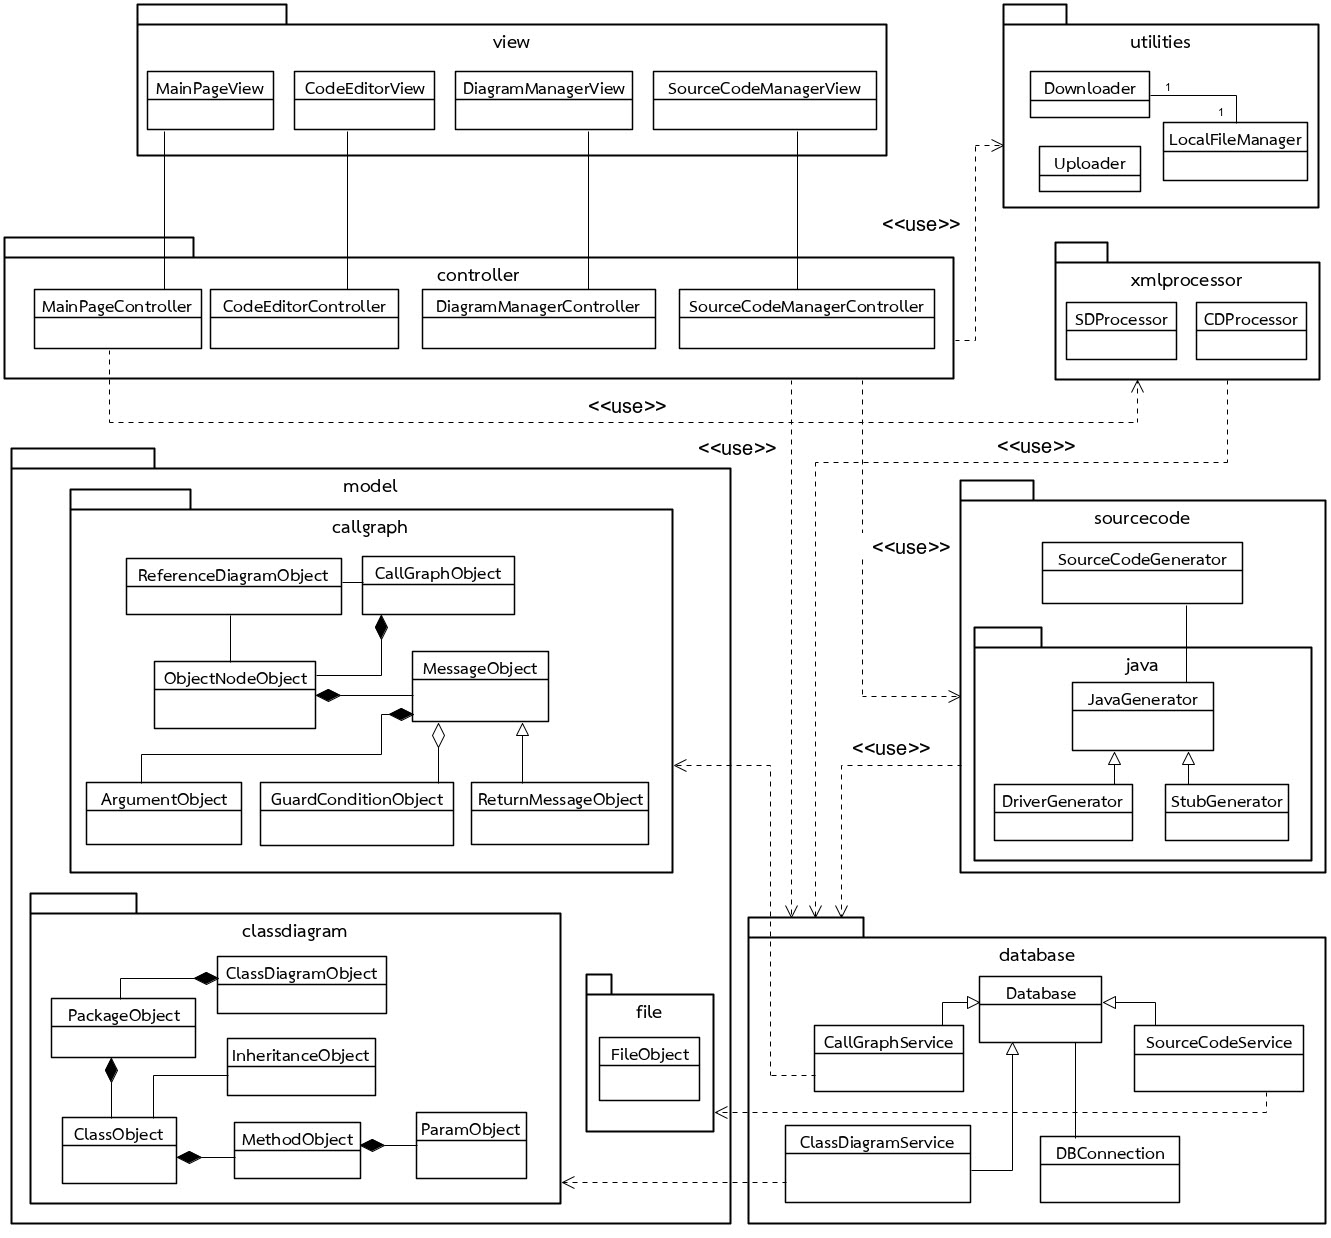 view
MainPageView
CodeEditorView
DiagramManagerView
SourceCodeManagerView
utilities
Downloader
1
1
LocalFileManager
Uploader
<<use>>
controller
MainPageController
CodeEditorController
DiagramManagerController
SourceCodeManagerController
xmlprocessor
SDProcessor
CDProcessor
<<use>>
<<use>>
<<use>>
model
callgraph
ReferenceDiagramObject
CallGraphObject
ObjectNodeObject
MessageObject
ArgumentObject
GuardConditionObject
ReturnMessageObject
<<use>>
sourcecode
SourceCodeGenerator
java
JavaGenerator
DriverGenerator
StubGenerator
<<use>>
classdiagram
ClassDiagramObject
PackageObject
InheritanceObject
ClassObject
MethodObject
ParamObject
file
FileObject
database
Database
CallGraphService
SourceCodeService
ClassDiagramService
DBConnection